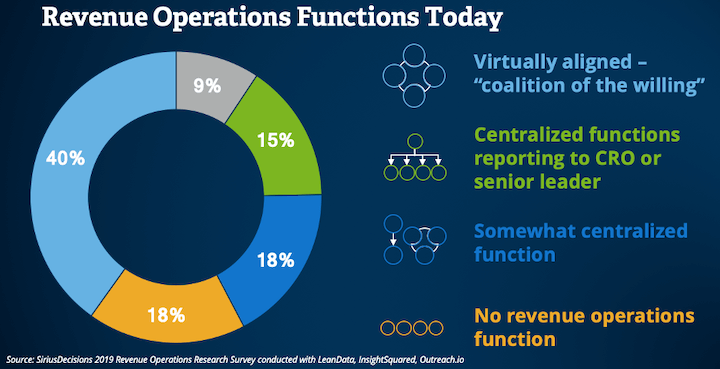 Revenue Operations Functions Today
9%
15%
18%
18%
40%
Virtually aligned –
“coalition of the willing”
Centralized functions
reporting to CRO or
senior leader
Somewhat centralized
function
No revenue operations
function
Source: SiriusDecisions 2019 Revenue Operations Research Survey conducted with LeanData, InsightSquared, Outreach.io